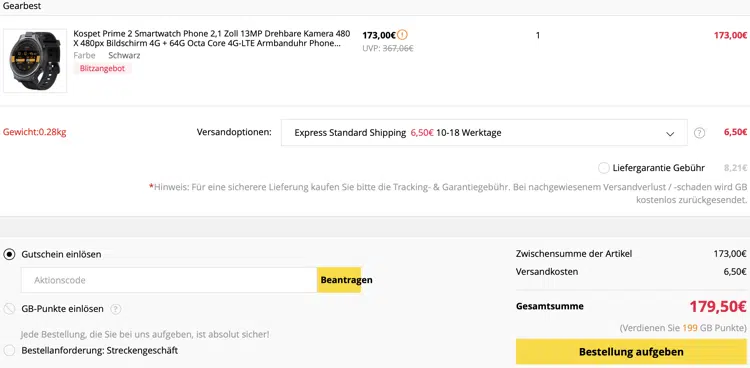 Gearbest
Kospet Prime 2 Smartwatch Phone 2,1 Zoll 13MP Drehbare Kamera 480
X 480px Bildschirm 4G + 64G Octa Core 4G-LTE Armbanduhr Phone...
Farbe Schwarz
Blitzangebot
173,00€
UVP: 367,06€
1
173,00€
Gewicht:0.28kg
Versandoptionen:
Express Standard Shipping 6,50€ 10-18 Werktage
?
6,50€
Liefergarantie Gebühr 8,21€
*Hinweis: Für eine sicherere Lieferung kaufen Sie bitte die Tracking- & Garantiegebühr. Bei nachgewiesenem Versandverlust / -schaden wird GB
kostenlos zurückgesendet.
Gutschein einlösen
Aktionscode
Beantragen
GB-Punkte einlösen ?
Jede Bestellung, die Sie bei uns aufgeben, ist absolut sicher!
Bestellanforderung: Streckengeschäft
Zwischensumme der Artikel 173,00€
Versandkosten 6,50€
Gesamtsumme 179,50€
(Verdienen Sie 199 GB Punkte)
Bestellung aufgeben